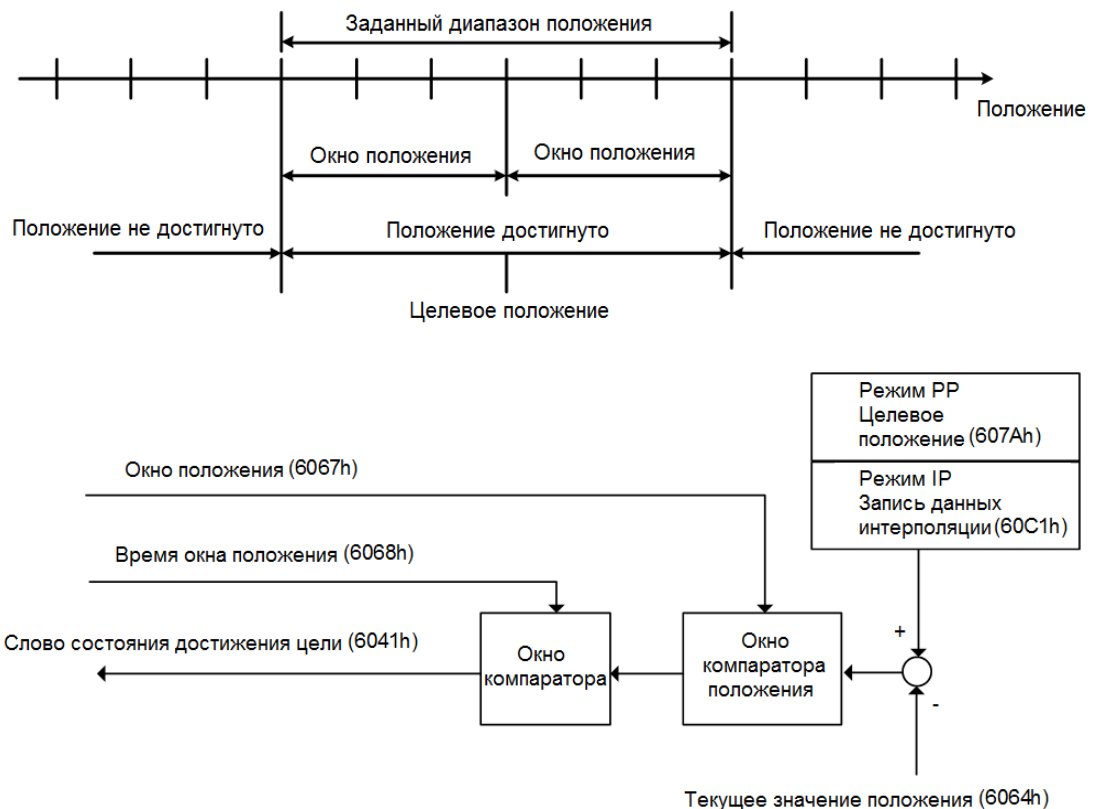 Заданный диапазон положения
Положение
Окно положения
Окно положения
Положение не достигнуто
Положение достигнуто
Положение не достигнуто
Целевое положение
Режим PP
Целевое
положение (607Ah)
Режим IP
Запись данных
интерполяции (60C1h)
Окно положения (6067h)
Время окна положения (6068h)
Слово состояния достижения цели (6041h)
Окно
компаратора
Окно
компаратора
положения
+
-
Текущее значение положения (6064h)